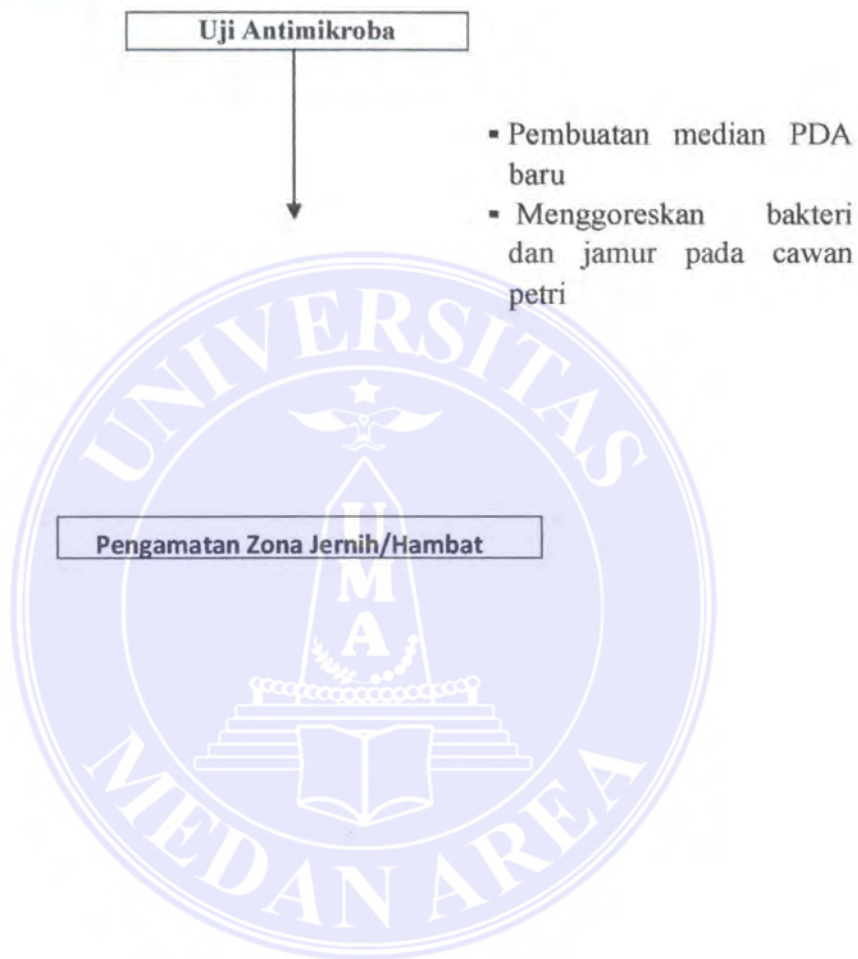 Uji Antimikroba
▪ Pembuatan median PDA
baru
▪ Menggoreskan bakteri
dan jamur pada cawan
petri
UNIVERSITAS
U
Pengamatan Zona Jernih/Hambat
M
A
MEDAN AREA